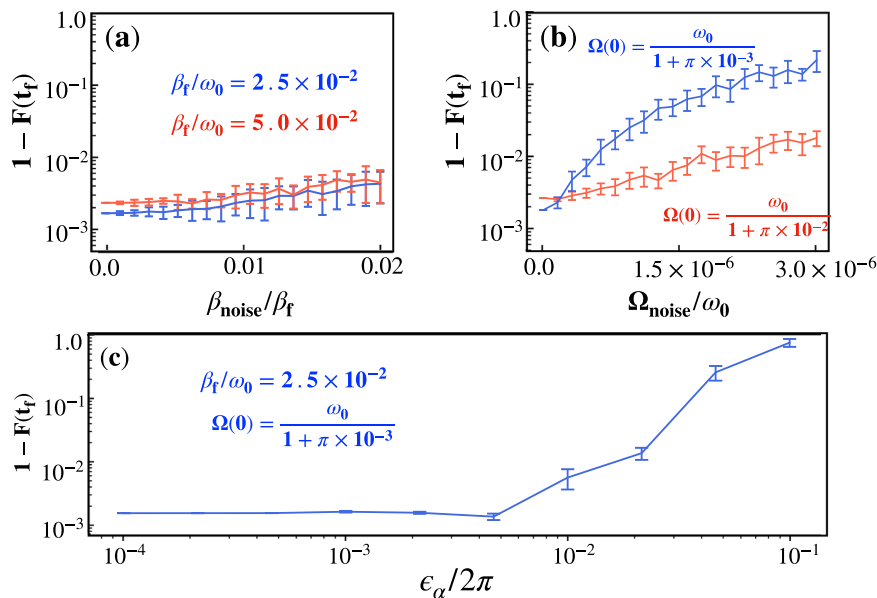 (a)
1 − F(t_f)
1.0
10⁻¹
10⁻²
10⁻³
β_f/ω₀ = 2.5 × 10⁻²
β_f/ω₀ = 5.0 × 10⁻²
0.0 0.01 0.02
β_noise/β_f
(b)
1 − F(t_f)
1.0
10⁻¹
10⁻²
10⁻³
Ω(0) = ω₀ / (1 + π × 10⁻³)
Ω(0) = ω₀ / (1 + π × 10⁻²)
0.0 1.5 × 10⁻⁶ 3.0 × 10⁻⁶
Ω_noise/ω₀
(c)
1 − F(t_f)
1.0
10⁻¹
10⁻²
10⁻³
β_f/ω₀ = 2.5 × 10⁻²
Ω(0) = ω₀ / (1 + π × 10⁻³)
10⁻⁴ 10⁻³ 10⁻² 10⁻¹
ϵ_α/2π